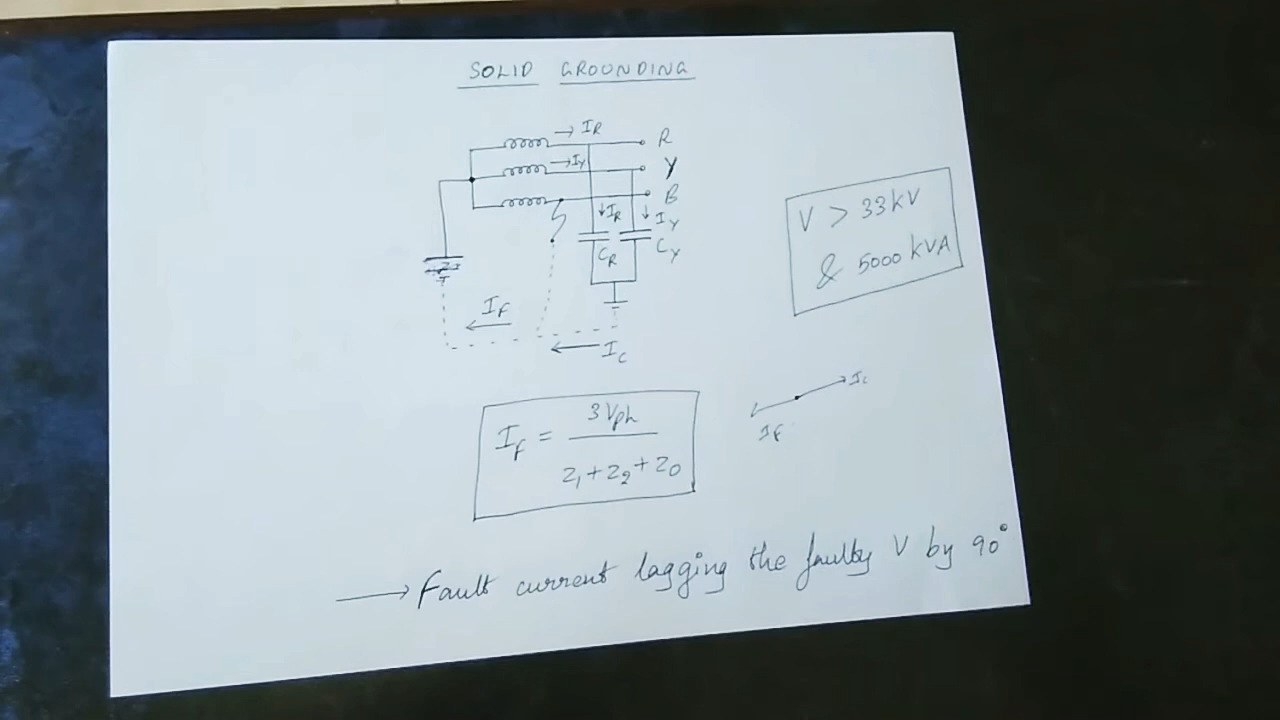 SOLID GROUNDING
→ IR
R
→ IY
Y
B
↓ IR
↓ IY
CR
CY
V > 33kV
& 5000 kVA
IF
←
← IC
IC
IF
If = 3Vph / Z1+Z2+Z0
→ Fault current lagging the faulty V by 90°